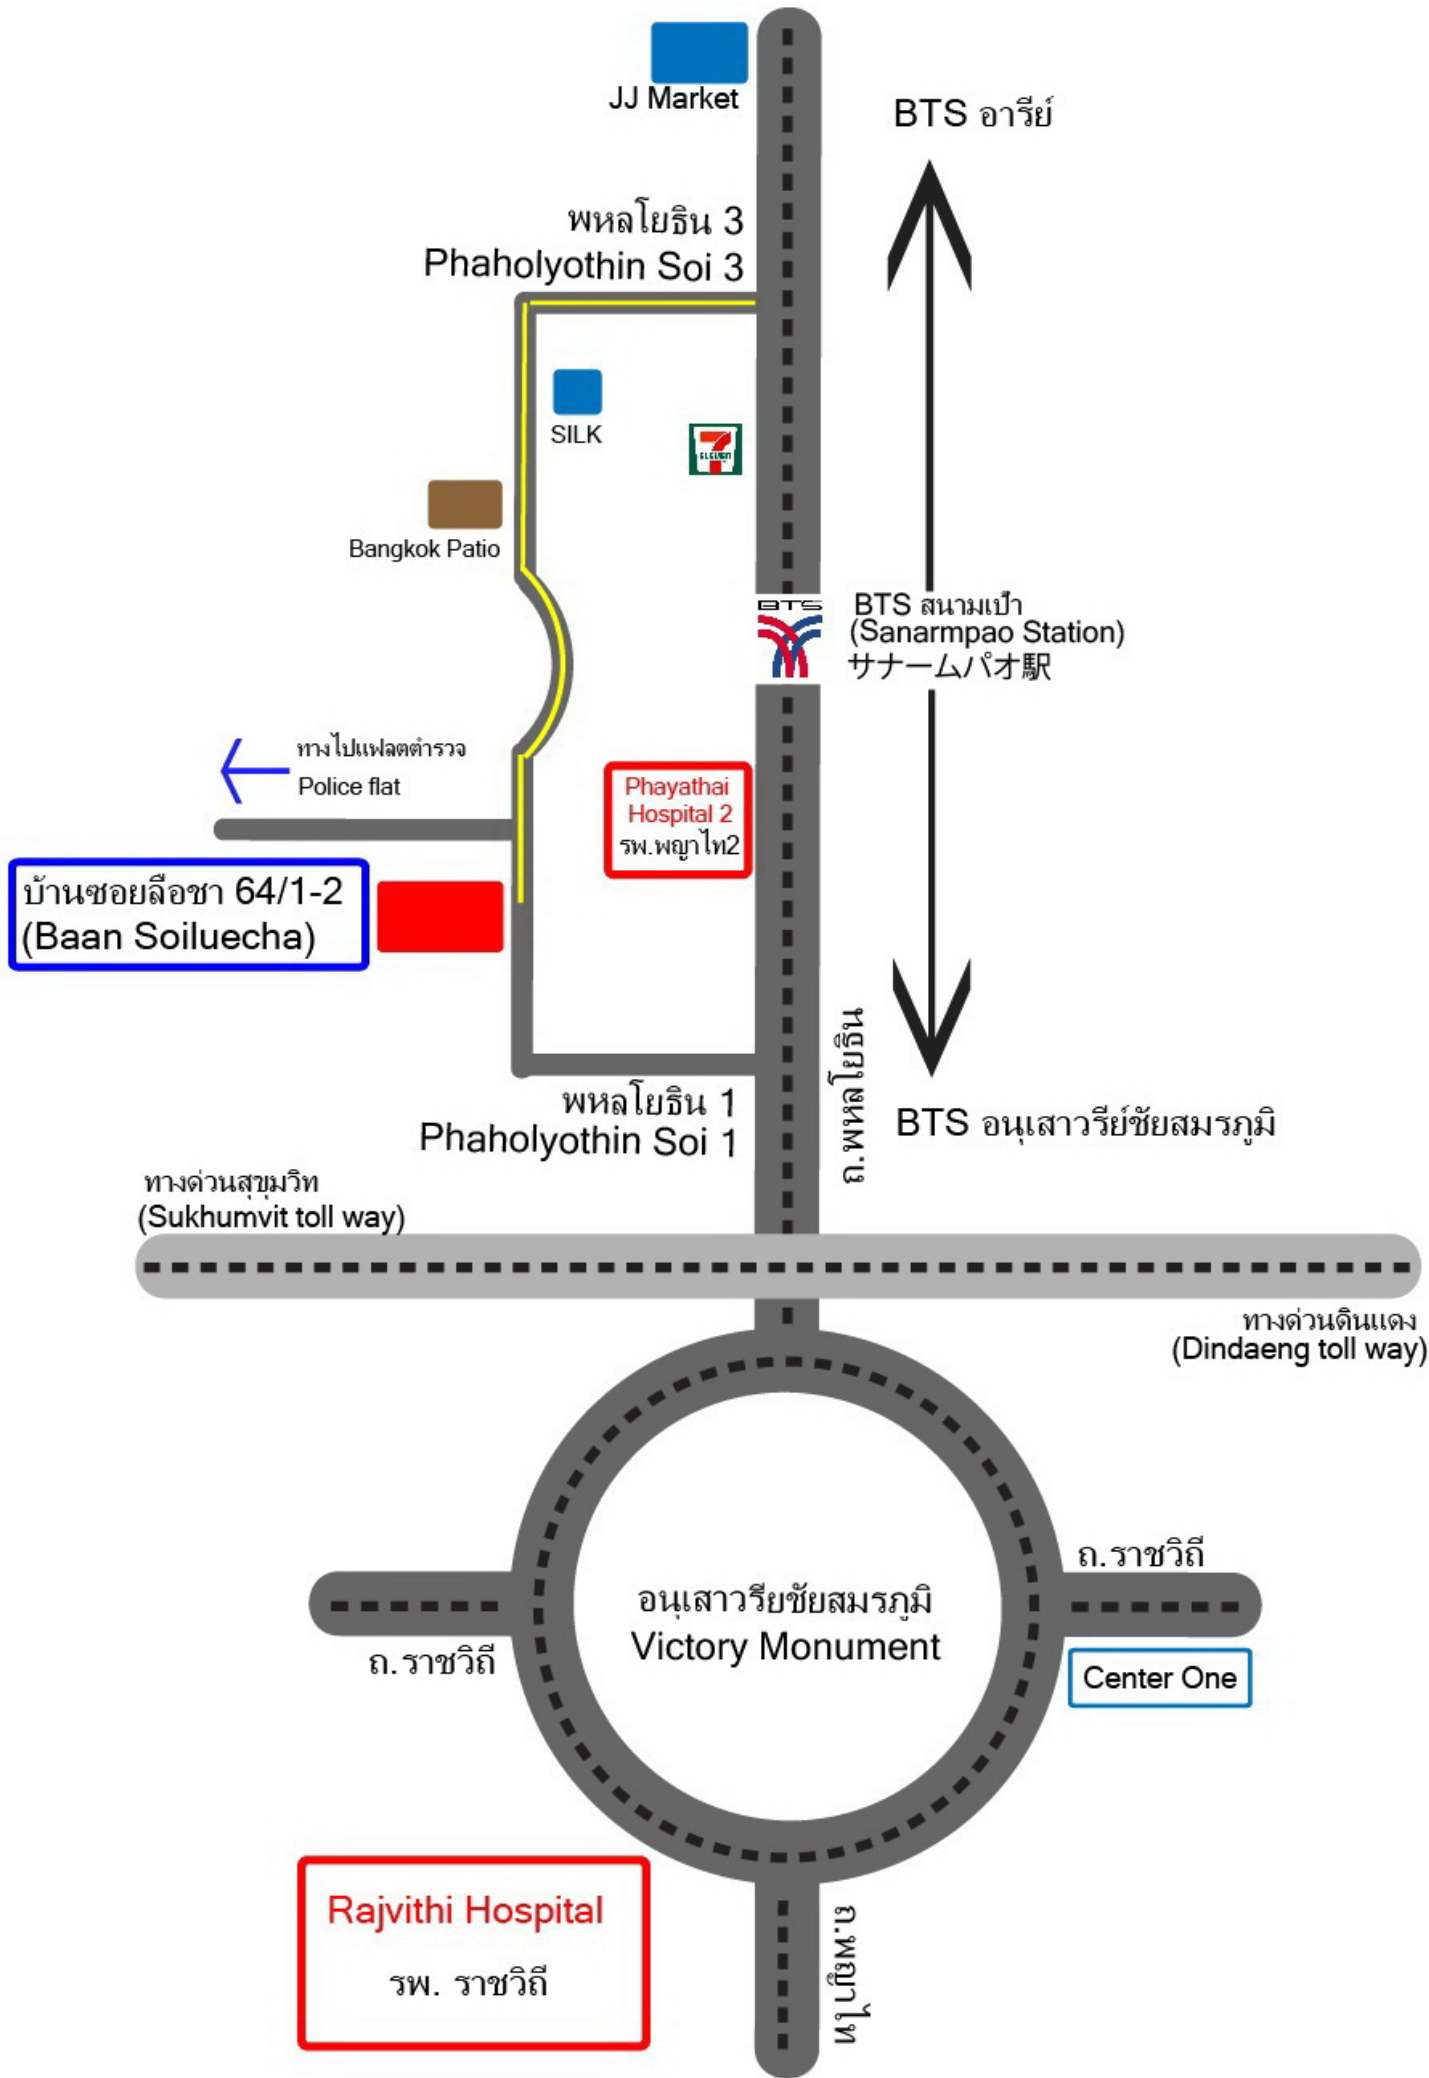 JJ Market
BTS อารีย์
พหลโยธิน 3
Phaholyothin Soi 3
SILK
7
ELEVEN
Bangkok Patio
BTS
BTS สนามเป้า
(Sanarmpao Station)
サナームパオ駅
ทางไปแฟลตตำรวจ
Police flat
Phayathai
Hospital 2
รพ.พญาไท2
บ้านซอยลือชา 64/1-2
(Baan Soiluecha)
ถ.พหลโยธิน
พหลโยธิน 1
Phaholyothin Soi 1
BTS อนุเสาวรีย์ชัยสมรภูมิ
ทางด่วนสุขุมวิท
(Sukhumvit toll way)
ทางด่วนดินแดง
(Dindaeng toll way)
ถ.ราชวิถี
อนุเสาวรียชัยสมรภูมิ
Victory Monument
ถ.ราชวิถี
Center One
Rajvithi Hospital
รพ. ราชวิถี
ถ.พญาไท